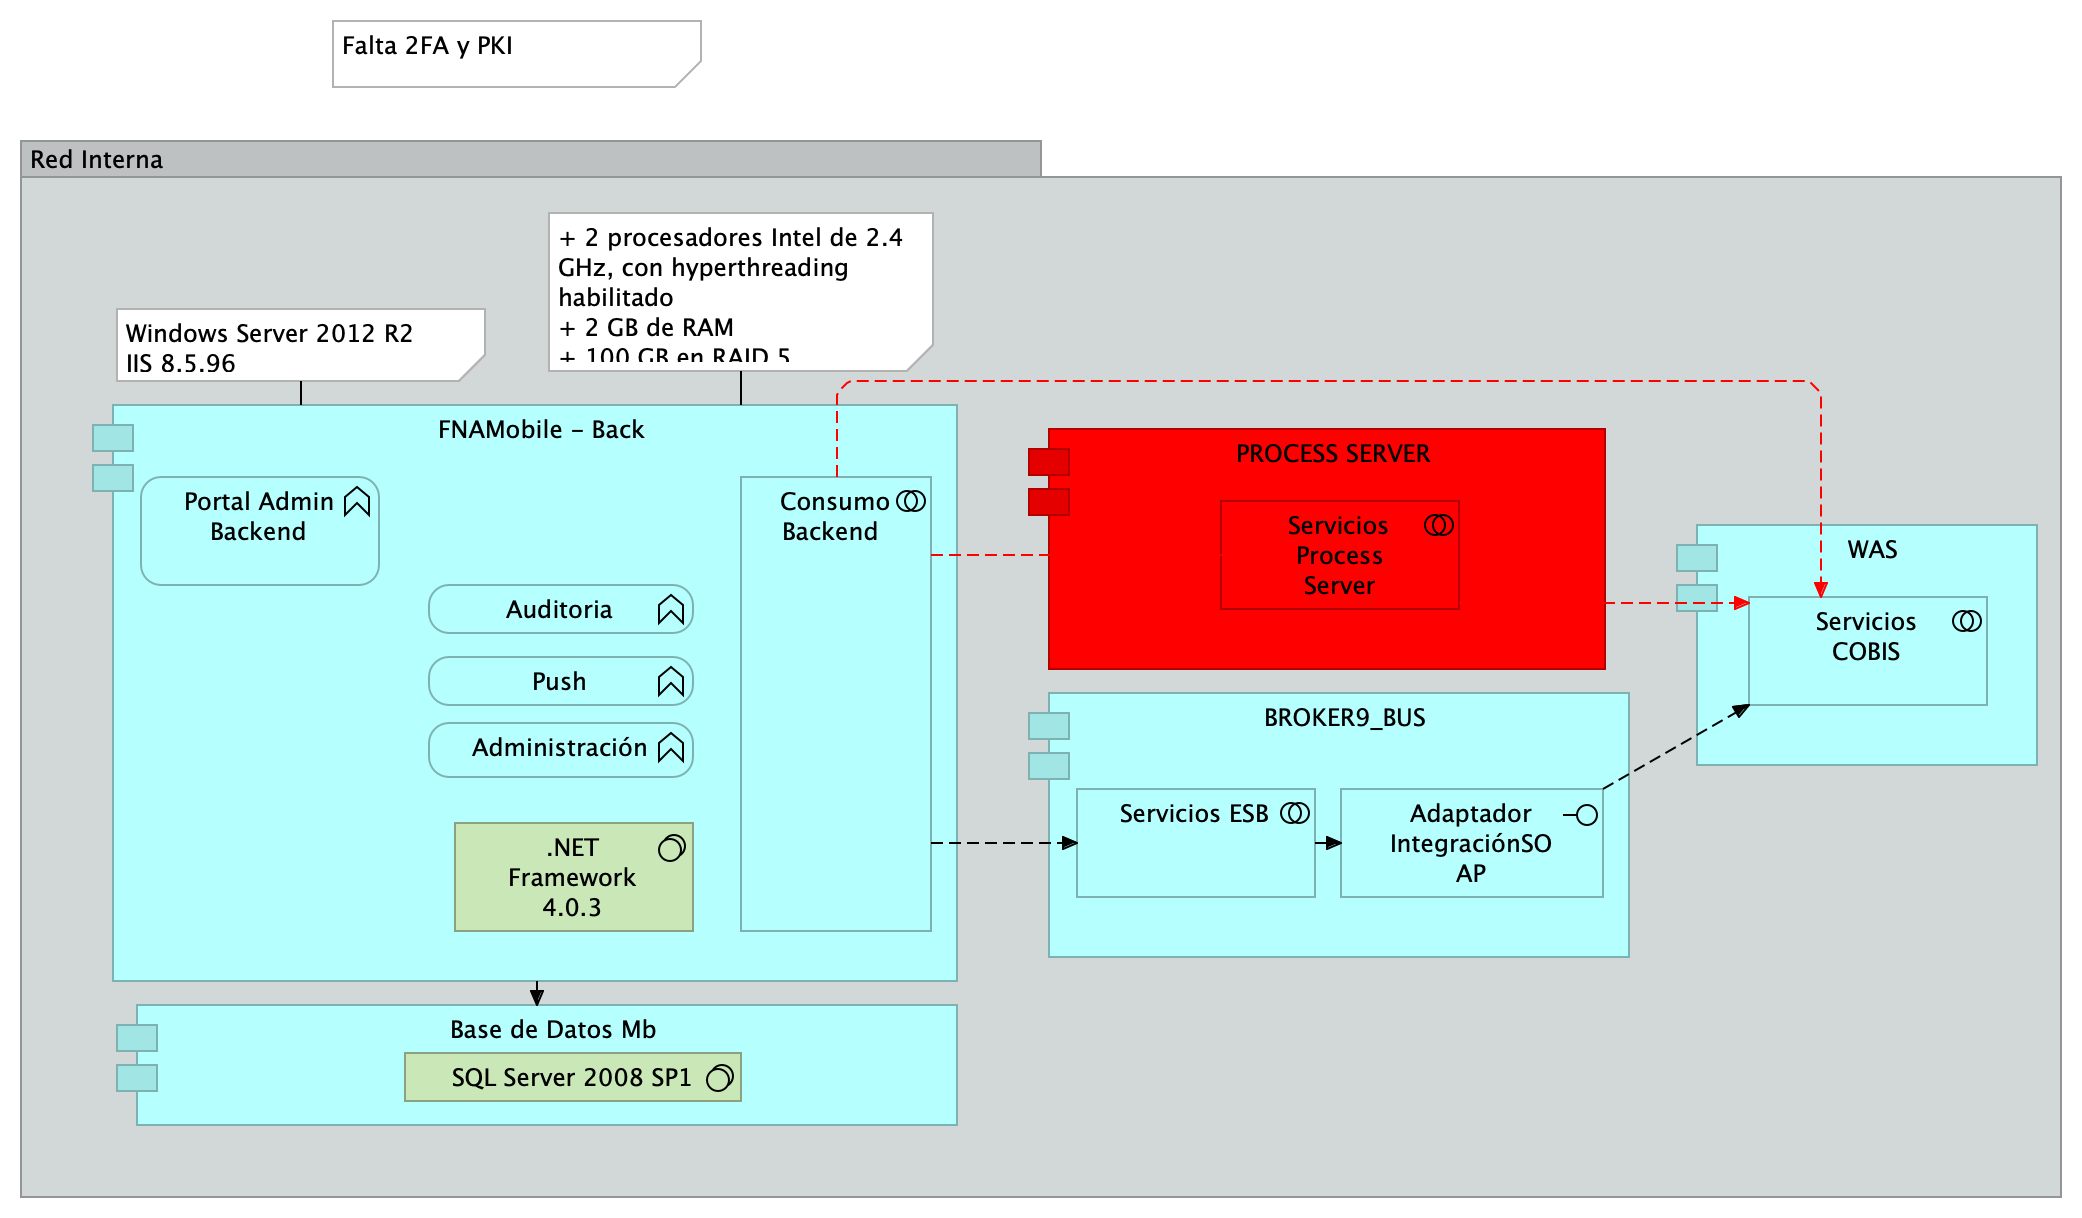 Falta 2FA y PKI
Red Interna
+ 2 procesadores Intel de 2.4
GHz, con hyperthreading
habilitado
+ 2 GB de RAM
+ 100 GB en RAID 5
Windows Server 2012 R2
IIS 8.5.96
FNAMobile - Back
Portal Admin
Backend
Auditoria
Push
Administración
.NET
Framework
4.0.3
Consumo
Backend
PROCESS SERVER
Servicios
Process
Server
WAS
Servicios
COBIS
BROKER9_BUS
Servicios ESB
Adaptador
IntegraciónSO
AP
Base de Datos Mb
SQL Server 2008 SP1